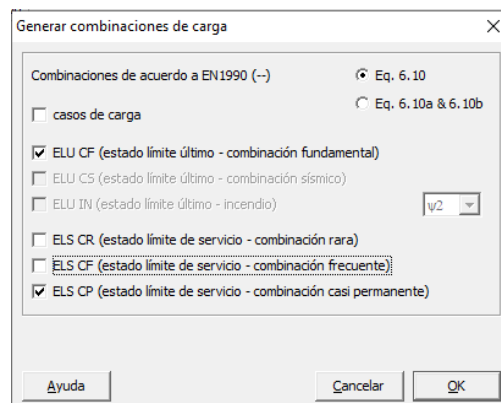 Generar combinaciones de carga
Combinaciones de acuerdo a EN1990 (--)
Eq. 6.10
Eq. 6.10a & 6.10b
casos de carga
ELU CF (estado límite último - combinación fundamental)
ELU CS (estado límite último - combinación sísmico)
ELU IN (estado límite último - incendio)
ψ2
ELS CR (estado límite de servicio - combinación rara)
ELS CF (estado límite de servicio - combinación frecuente)
ELS CP (estado límite de servicio - combinación casi permanente)
Ayuda
Cancelar
OK